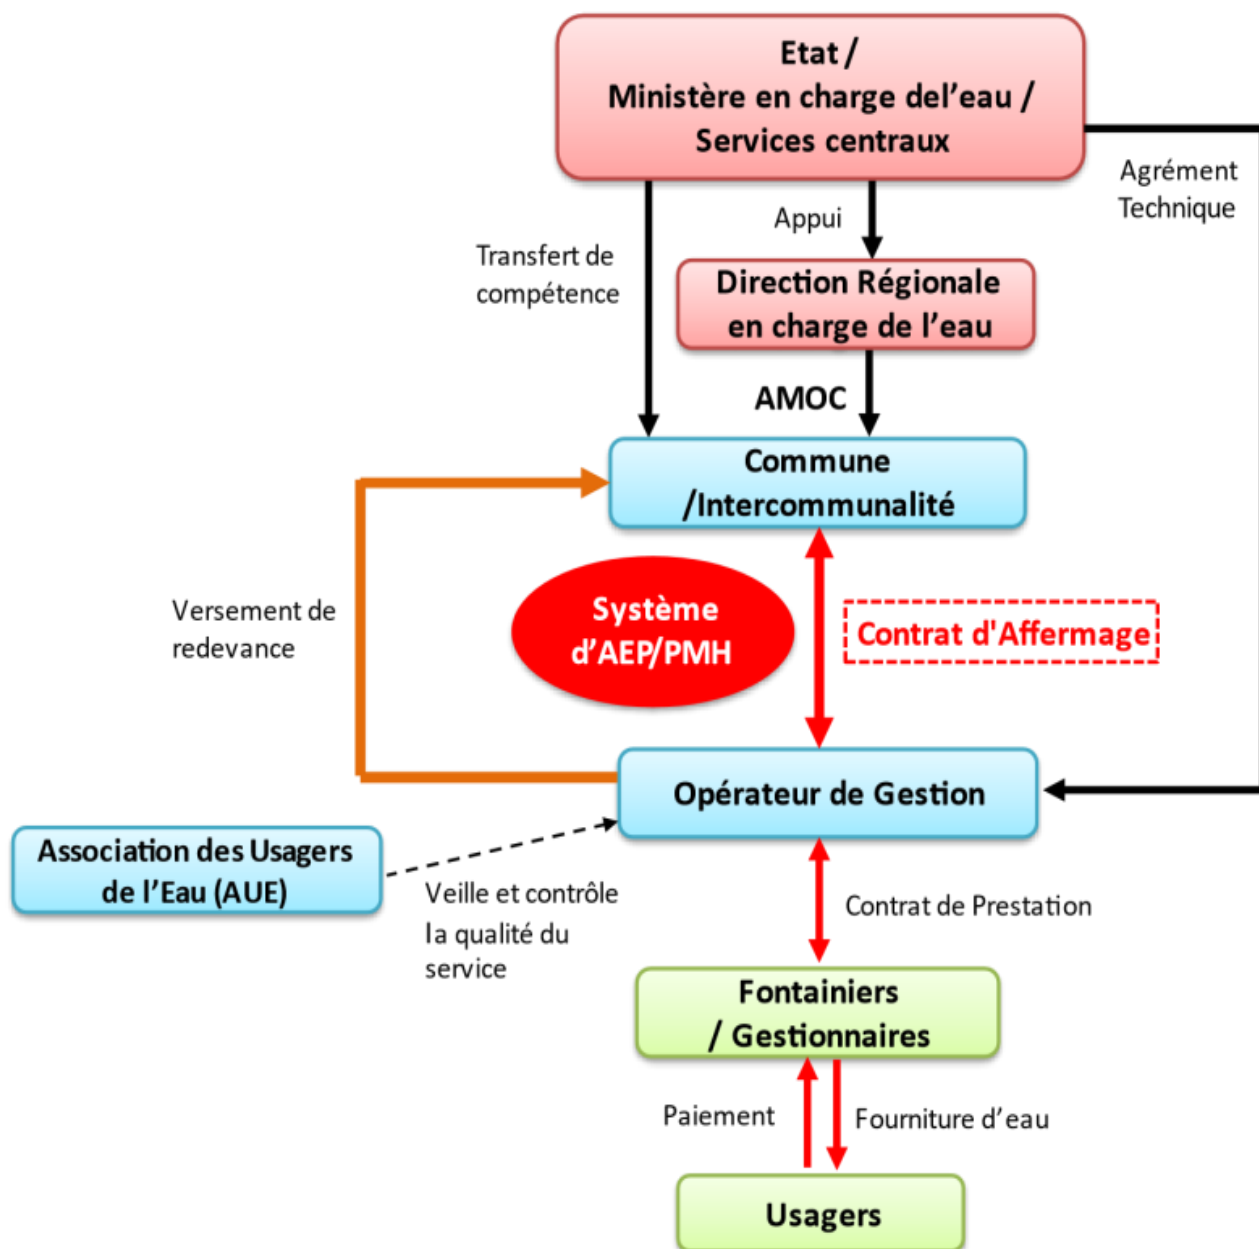 Etat /
Ministère en charge del'eau /
Services centraux
Agrément
Technique
Appui
Transfert de
compétence
Direction Régionale
en charge de l'eau
AMOC
Commune
/Intercommunalité
Système
d'AEP/PMH
Contrat d'Affermage
Versement de
redevance
Opérateur de Gestion
Association des Usagers
de l'Eau (AUE)
Veille et contrôle
la qualité du
service
Contrat de Prestation
Fontainiers
/ Gestionnaires
Paiement
Fourniture d'eau
Usagers